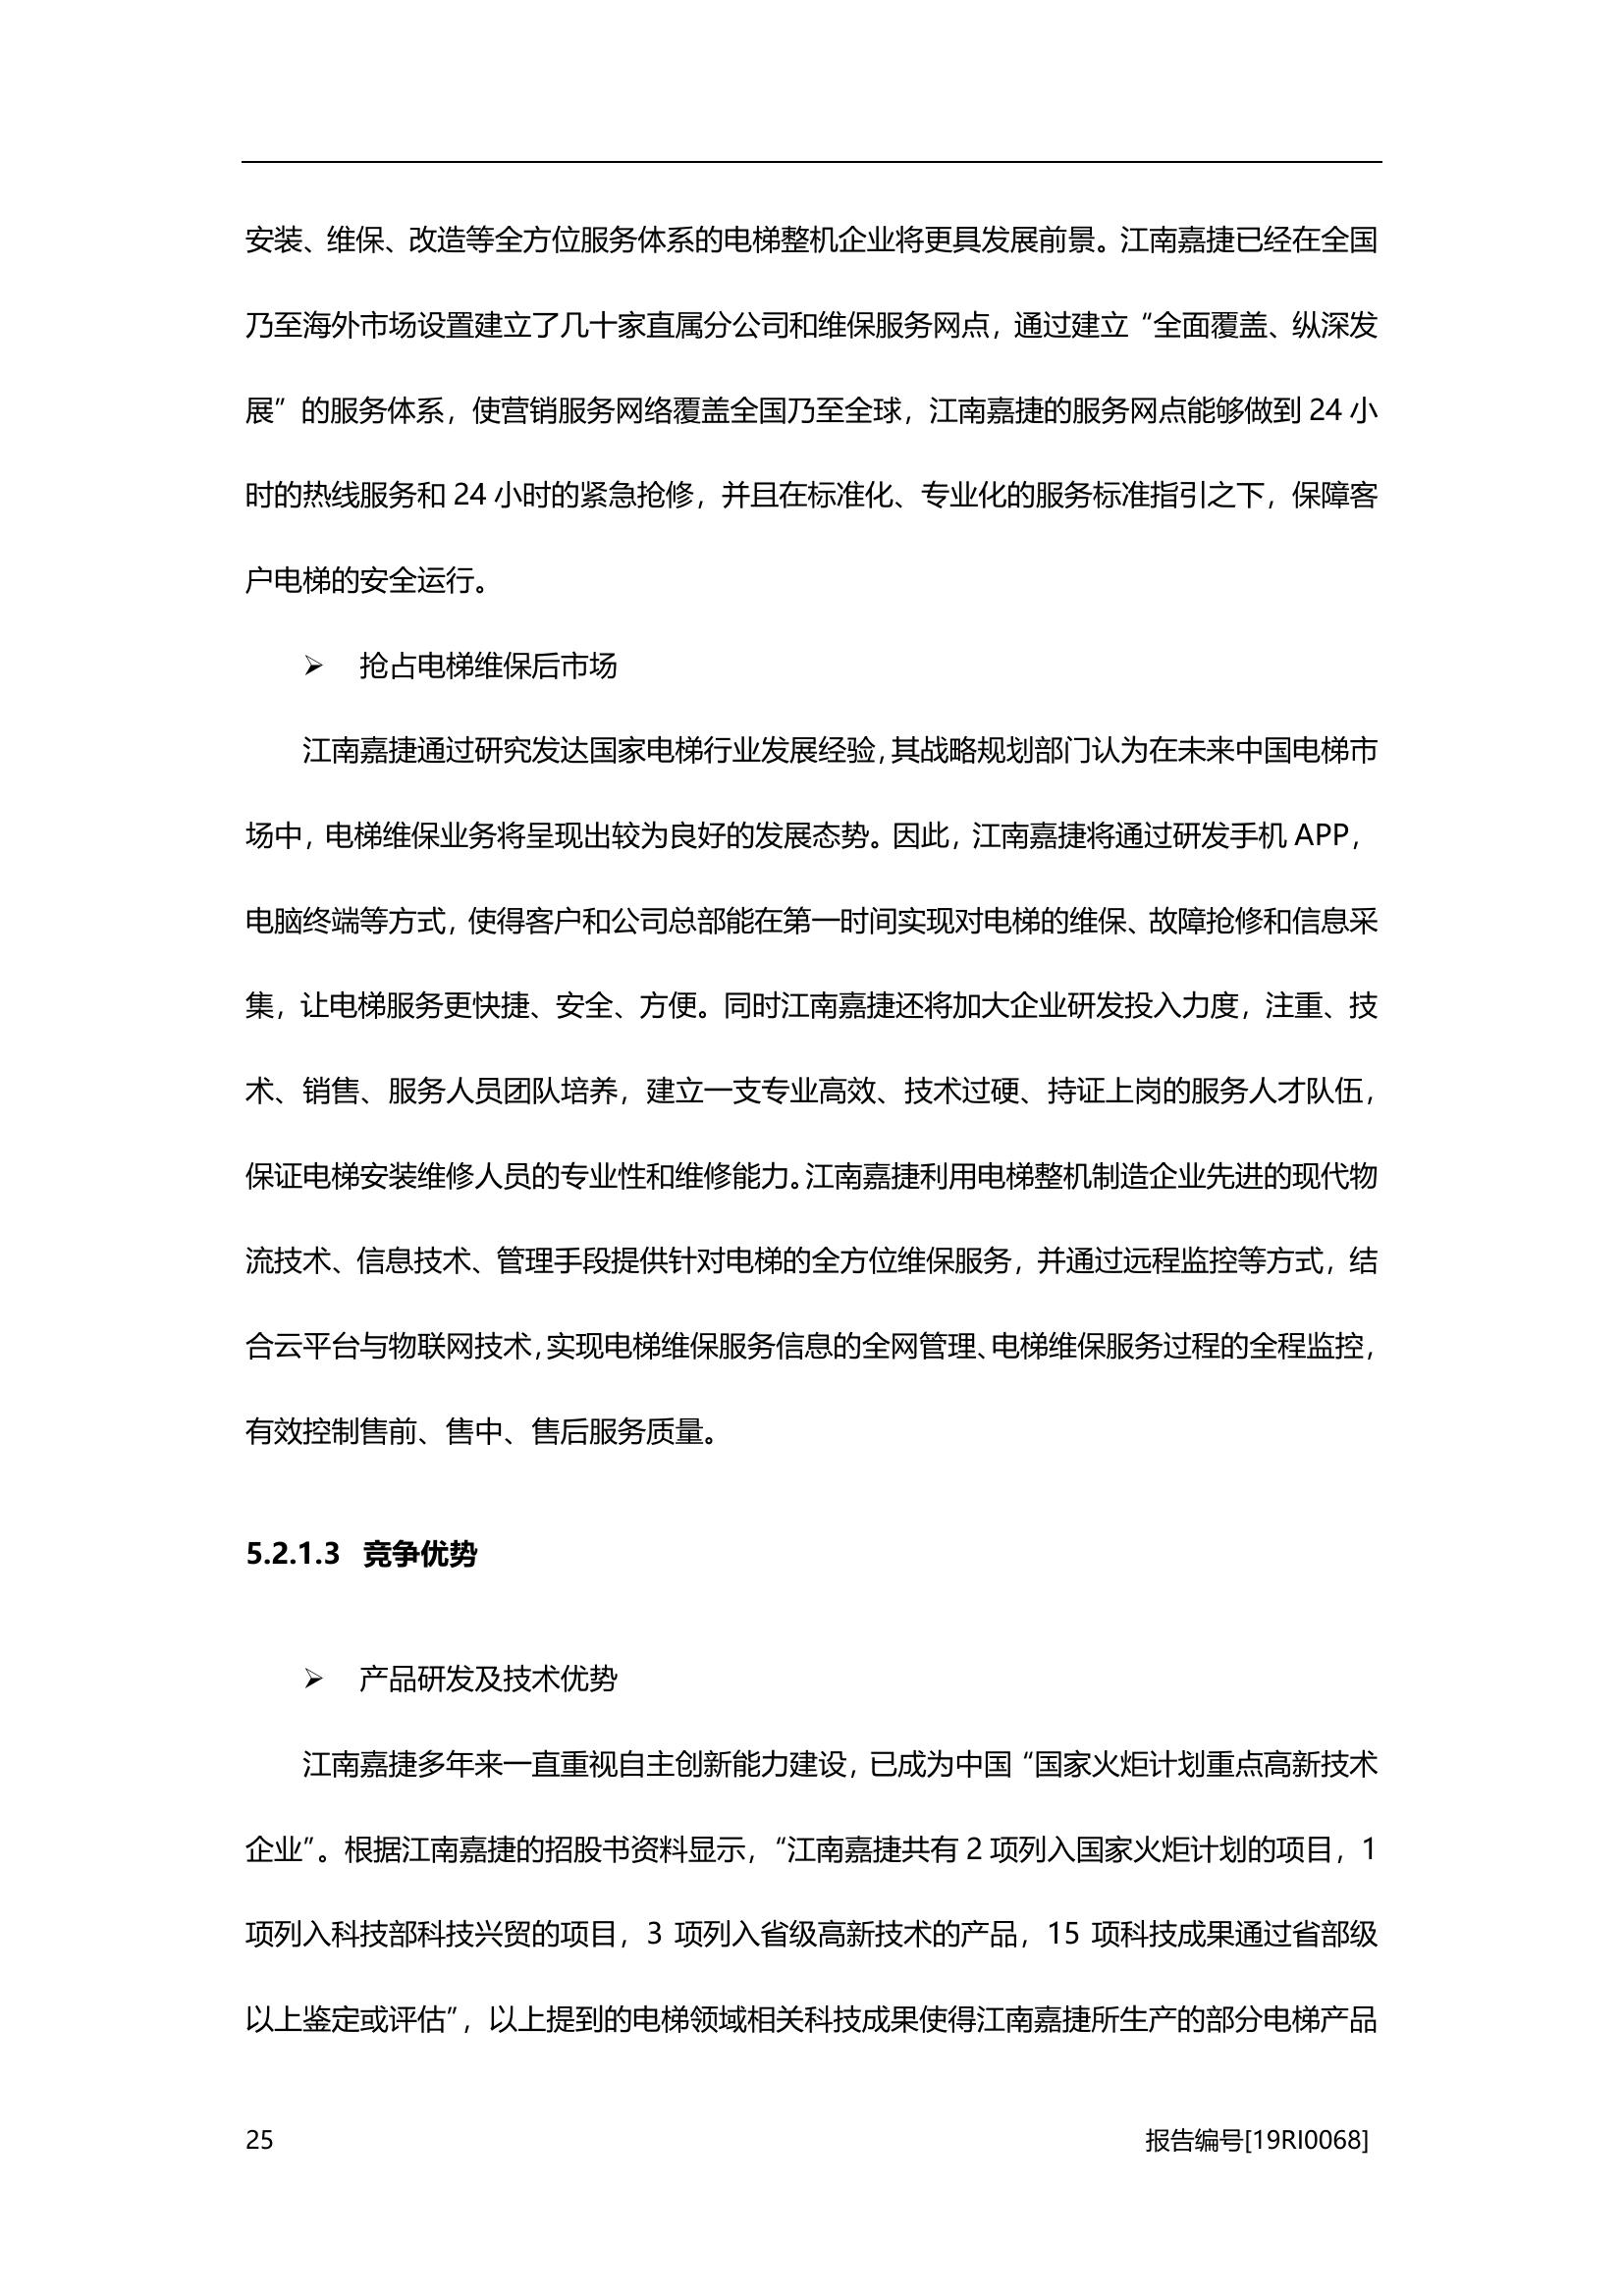 安装、维保、改造等全方位服务体系的电梯整机企业将更具发展前景。江南嘉捷已经在全国
乃至海外市场设置建立了几十家直属分公司和维保服务网点，通过建立“全面覆盖、纵深发
展”的服务体系，使营销服务网络覆盖全国乃至全球，江南嘉捷的服务网点能够做到 24 小
时的热线服务和 24 小时的紧急抢修，并且在标准化、专业化的服务标准指引之下，保障客
户电梯的安全运行。
➢ 抢占电梯维保后市场
江南嘉捷通过研究发达国家电梯行业发展经验，其战略规划部门认为在未来中国电梯市
场中，电梯维保业务将呈现出较为良好的发展态势。因此，江南嘉捷将通过研发手机 APP，
电脑终端等方式，使得客户和公司总部能在第一时间实现对电梯的维保、故障抢修和信息采
集，让电梯服务更快捷、安全、方便。同时江南嘉捷还将加大企业研发投入力度，注重、技
术、销售、服务人员团队培养，建立一支专业高效、技术过硬、持证上岗的服务人才队伍，
保证电梯安装维修人员的专业性和维修能力。江南嘉捷利用电梯整机制造企业先进的现代物
流技术、信息技术、管理手段提供针对电梯的全方位维保服务，并通过远程监控等方式，结
合云平台与物联网技术，实现电梯维保服务信息的全网管理、电梯维保服务过程的全程监控，
有效控制售前、售中、售后服务质量。
5.2.1.3 竞争优势
➢ 产品研发及技术优势
江南嘉捷多年来一直重视自主创新能力建设，已成为中国“国家火炬计划重点高新技术
企业”。根据江南嘉捷的招股书资料显示，“江南嘉捷共有 2 项列入国家火炬计划的项目，1
项列入科技部科技兴贸的项目，3 项列入省级高新技术的产品，15 项科技成果通过省部级
以上鉴定或评估”，以上提到的电梯领域相关科技成果使得江南嘉捷所生产的部分电梯产品
25 报告编号[19RI0068]